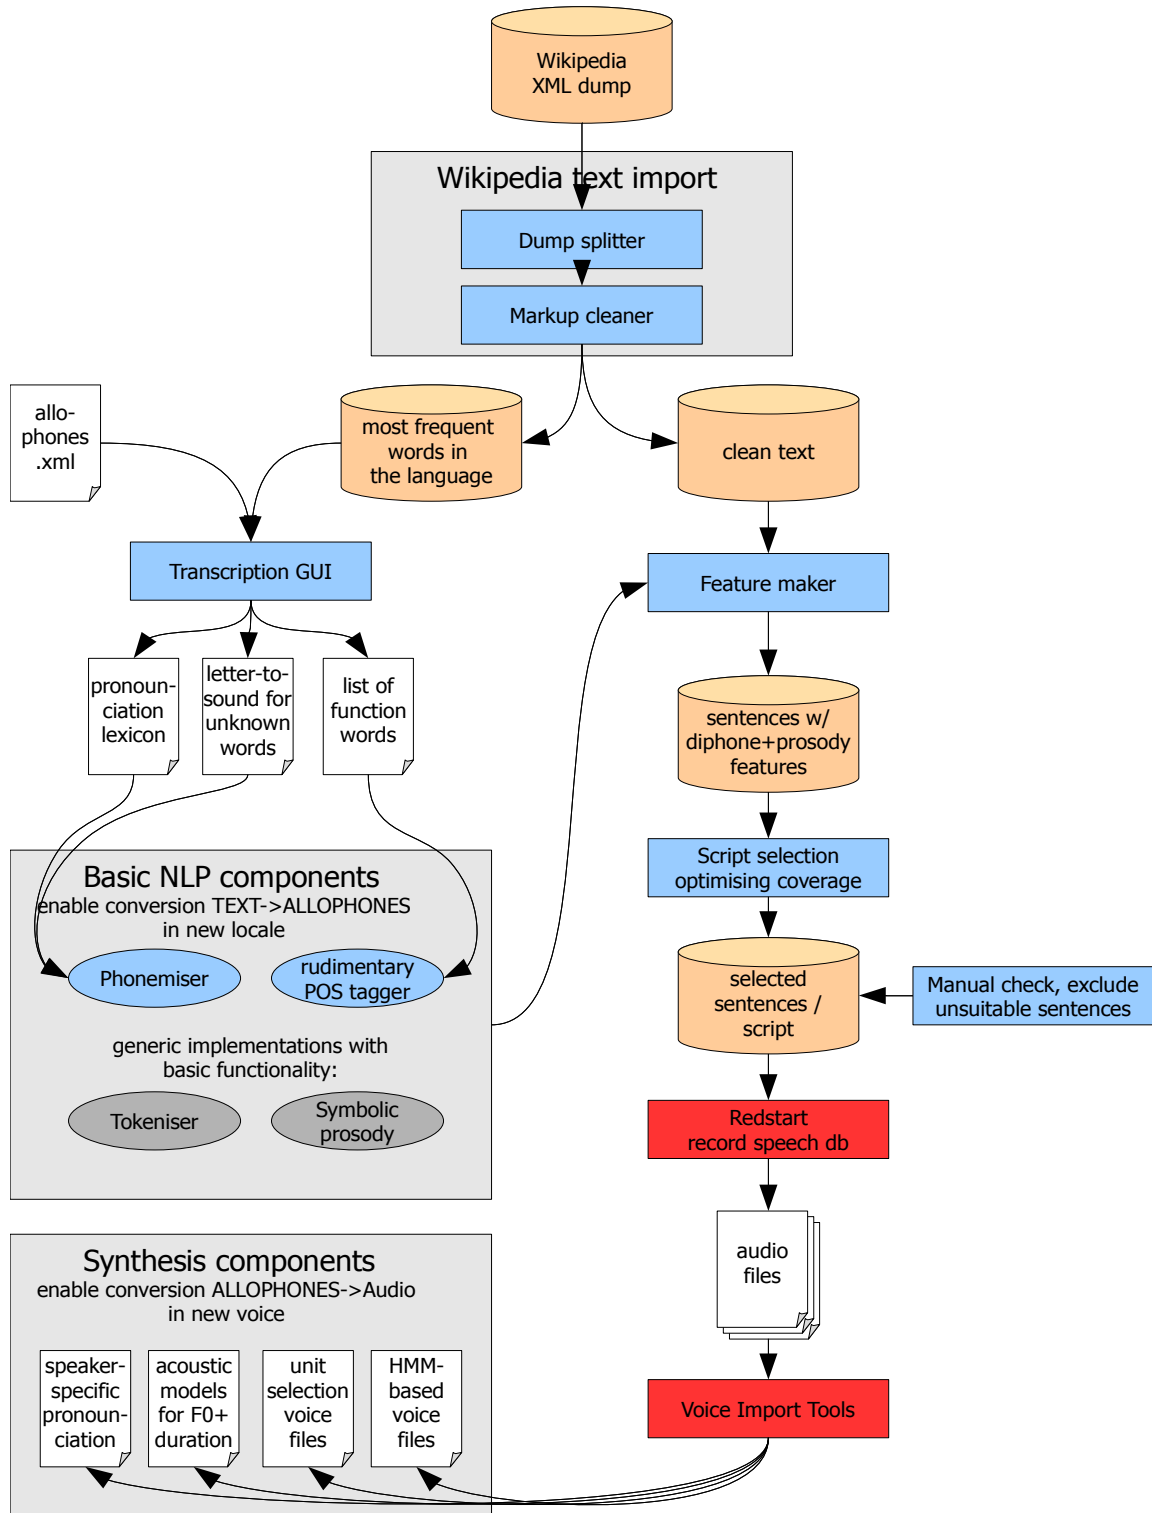 Wikipedia
XML dump
Wikipedia text import
Dump splitter
Markup cleaner
allo-
phones
.xml
most frequent
words in
the language
clean text
Transcription GUI
Feature maker
pronoun-
ciation
lexicon
letter-to-
sound for
unknown
words
list of
function
words
sentences w/
diphone+prosody
features
Script selection
optimising coverage
Basic NLP components
enable conversion TEXT->ALLOPHONES
in new locale
Phonemiser
rudimentary
POS tagger
generic implementations with
basic functionality:
Tokeniser
Symbolic
prosody
selected
sentences /
script
Manual check, exclude
unsuitable sentences
Redstart
record speech db
audio
files
Voice Import Tools
Synthesis components
enable conversion ALLOPHONES->Audio
in new voice
speaker-
specific
pronoun-
ciation
acoustic
models
for F0+
duration
unit
selection
voice
files
HMM-
based
voice
files